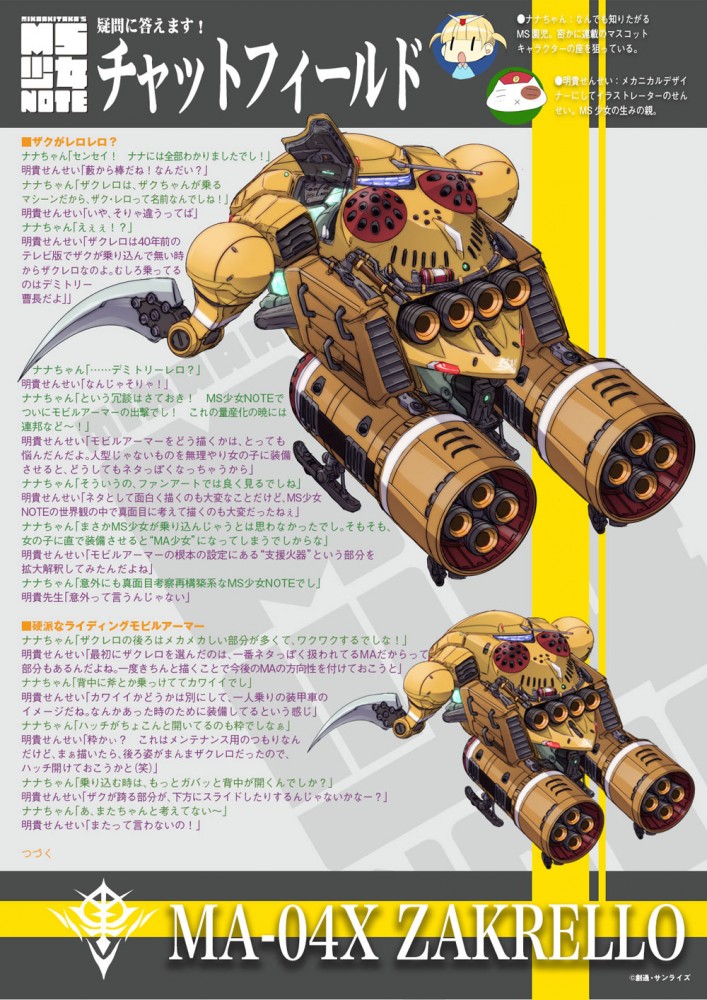 MIKAAKITAKA'S
MS少女
NOTE
疑問に答えます！
チャットフィールド
●ナナちゃん：なんでも知りたがる
MS園児。密かに連載のマスコット
キャラクターの座を狙っている。
●明貴せんせい：メカニカルデザイ
ナーにしてイラストレーターのせん
せい。MS少女の生みの親。
■ザクがレロレロ？
ナナちゃん「センセイ！　ナナには全部わかりましたでし！」
明貴せんせい「藪から棒だね！なんだい？」
ナナちゃん「ザクレロは、ザクちゃんが乗る
マシーンだから、ザク・レロって名前なんでしね！」
明貴せんせい「いや、そりゃ違うってば」
ナナちゃん「えぇぇ！？」
明貴せんせい「ザクレロは40年前の
テレビ版でザクが乗り込んで無い時
からザクレロなのよ。むしろ乗ってる
のはデミトリー
曹長だよ」」
ナナちゃん「……デミトリーレロ？」
明貴せんせい「なんじゃそりゃ！」
ナナちゃん「という冗談はさておき！　MS少女NOTEで
ついにモビルアーマーの出撃でし！　これの量産化の暁には
連邦など～！」
明貴せんせい「モビルアーマーをどう描くかは、とっても
悩んだんだよ。人型じゃないものを無理やり女の子に装備
させると、どうしてもネタっぽくなっちゃうから」
ナナちゃん「そういうの、ファンアートでは良く見るでしね」
明貴せんせい「ネタとして面白く描くのも大変なことだけど、MS少女
NOTEの世界観の中で真面目に考えて描くのも大変だったねぇ」
ナナちゃん「まさかMS少女が乗り込んじゃうとは思わなかったでし。そもそも、
女の子に直で装備させると“MA少女”になってしまうでしからな」
明貴せんせい「モビルアーマーの根本の設定にある“支援火器”という部分を
拡大解釈してみたんだよね」
ナナちゃん「意外にも真面目考察再構築系なMS少女NOTEでし」
明貴先生「意外って言うんじゃない」
■硬派なライディングモビルアーマー
ナナちゃん「ザクレロの後ろはメカメカしい部分が多くて、ワクワクするでしな！」
明貴せんせい「最初にザクレロを選んだのは、一番ネタっぽく扱われてるMAだからって
部分もあるんだよね。一度きちんと描くことで今後のMAの方向性を付けておこうと」
ナナちゃん「背中に斧とか乗っけててカワイイでし」
明貴せんせい「カワイイかどうかは別にして、一人乗りの装甲車の
イメージだね。なんかあった時のために装備してるという感じ」
ナナちゃん「ハッチがちょこんと開いてるのも粋でしなぁ」
明貴せんせい「粋かぃ？　これはメンテナンス用のつもりなん
だけど、まぁ描いたら、後ろ姿がまんまザクレロだったので、
ハッチ開けておこうかと（笑）」
ナナちゃん「乗り込む時は、もっとガバッと背中が開くんでしか？」
明貴せんせい「ザクが跨る部分が、下方にスライドしたりするんじゃないかなー？」
ナナちゃん「あ、またちゃんと考えてない～」
明貴せんせい「またって言わないの！」
つづく
MA-04X ZAKRELLO
©創通・サンライズ